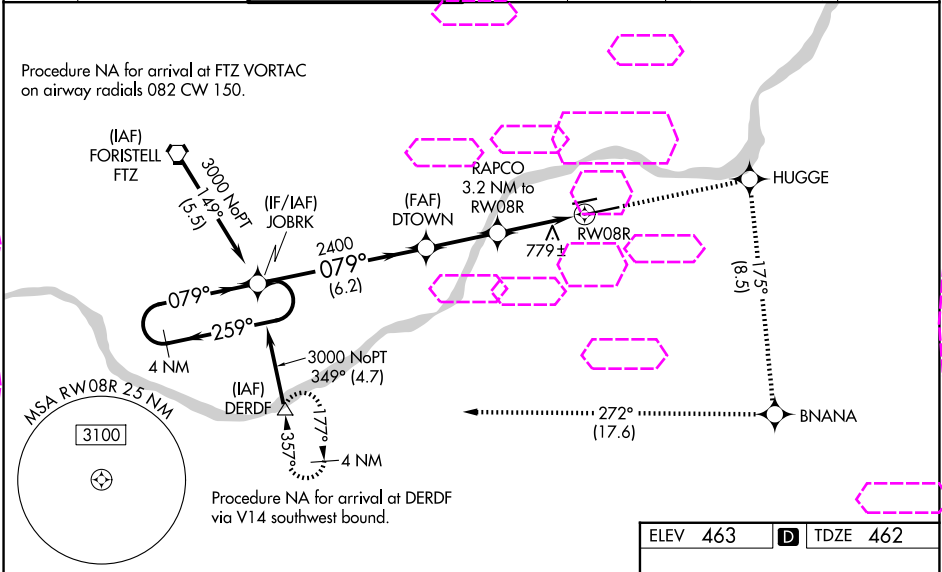 Procedure NA for arrival at FTZ VORTAC
on airway radials 082 CW 150.
(IAF)
FORISTELL
FTZ
3000 NoPT
149°
(5.5)
(IF/IAF)
JOBRK
2400
079°
(6.2)
(FAF)
DTOWN
RAPCO
3.2 NM to
RW08R
779±
RW08R
HUGGE
175°
(8.5)
079°
259°
4 NM
3000 NoPT
349° (4.7)
(IAF)
DERDF
177°
357°
4 NM
272°
(17.6)
BNANA
MSA RW08R 25 NM
3100
Procedure NA for arrival at DERDF
via V14 southwest bound.
ELEV 463 D TDZE 462